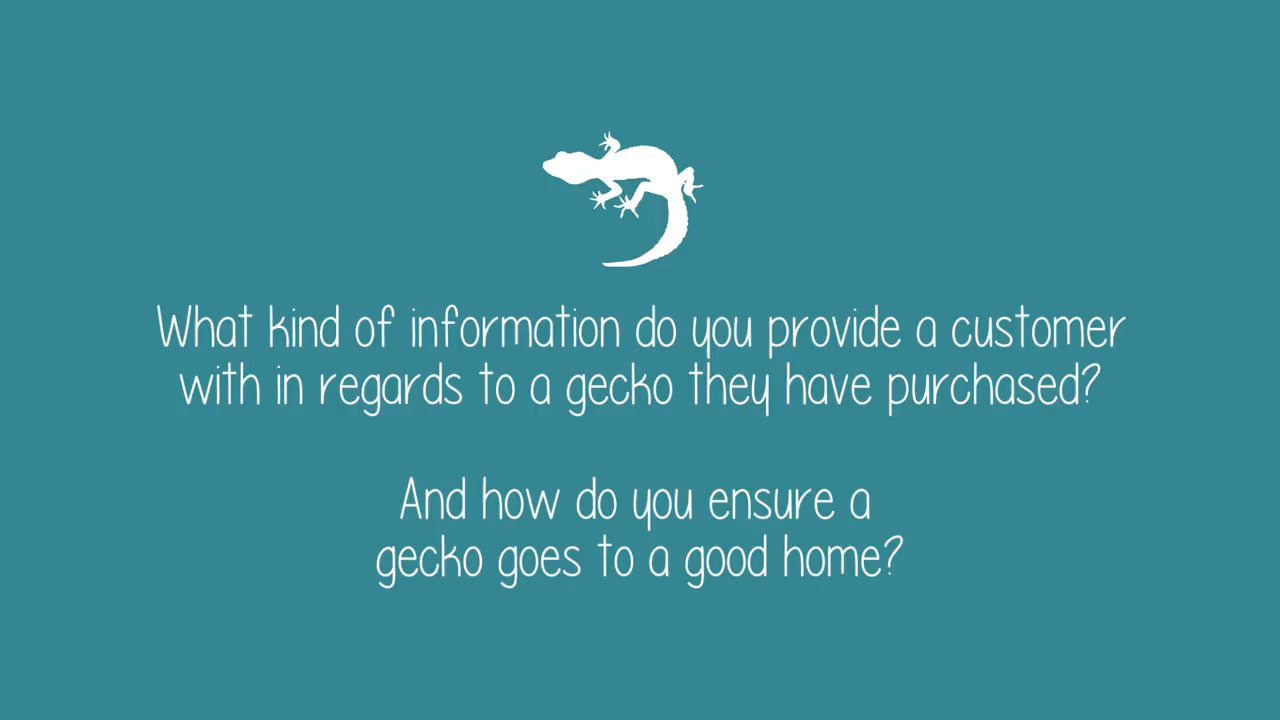 What kind of information do you provide a customer
with in regards to a gecko they have purchased?
And how do you ensure a
gecko goes to a good home?